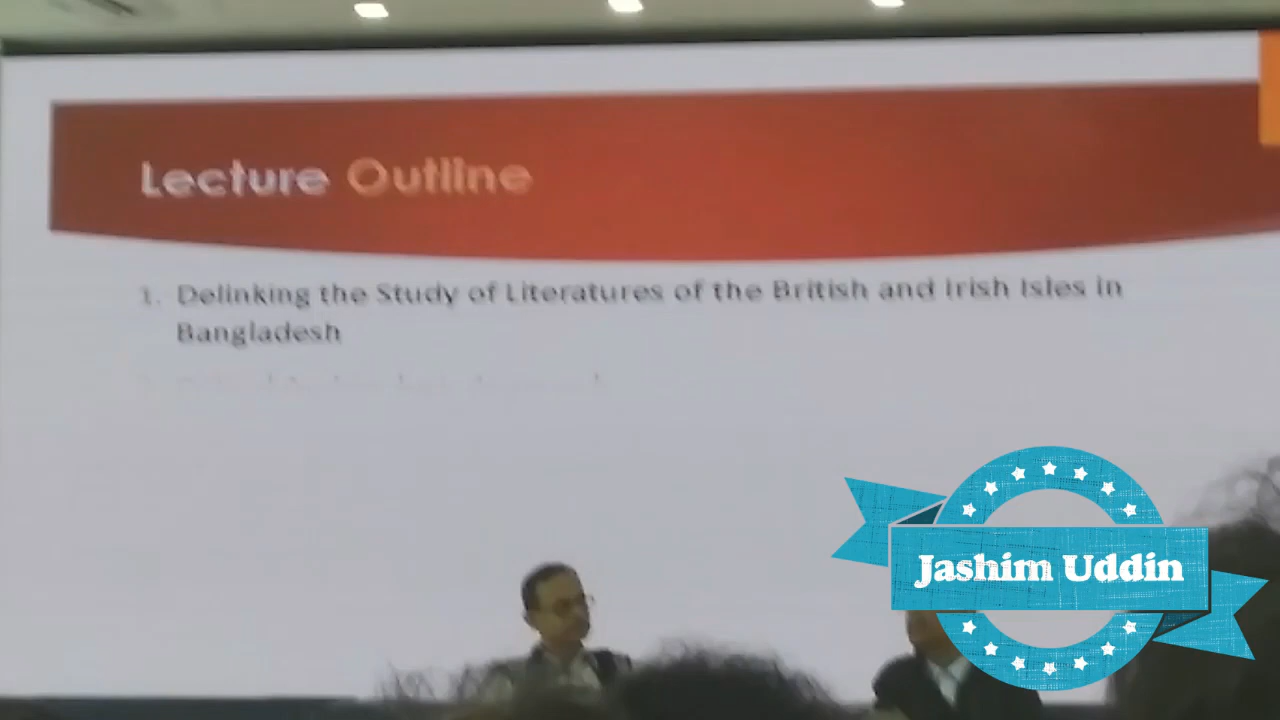 Lecture Outline
1. Delinking the Study of Literatures of the British and Irish Isles in
Bangladesh
Jashim Uddin